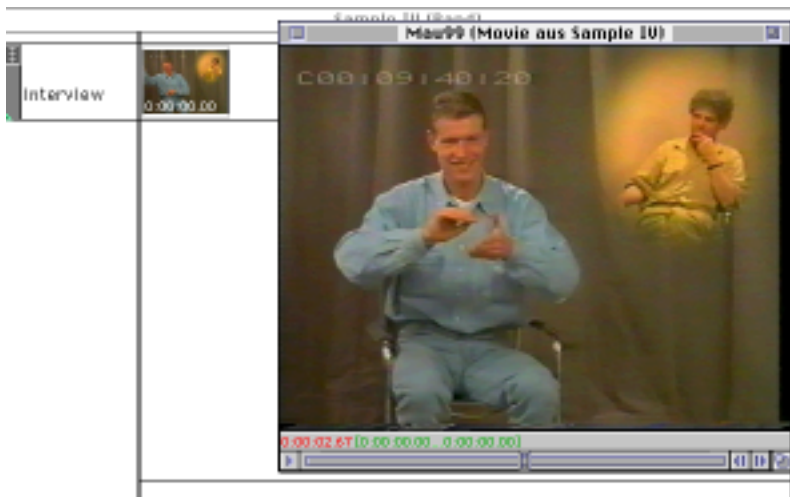 Sample IV (Band)
Mau99 (Movie aus Sample IV)
Interview
0:00:00.00
C00:09:40:20
0:00:02.67[0:00:00.00...0:00:00.00]